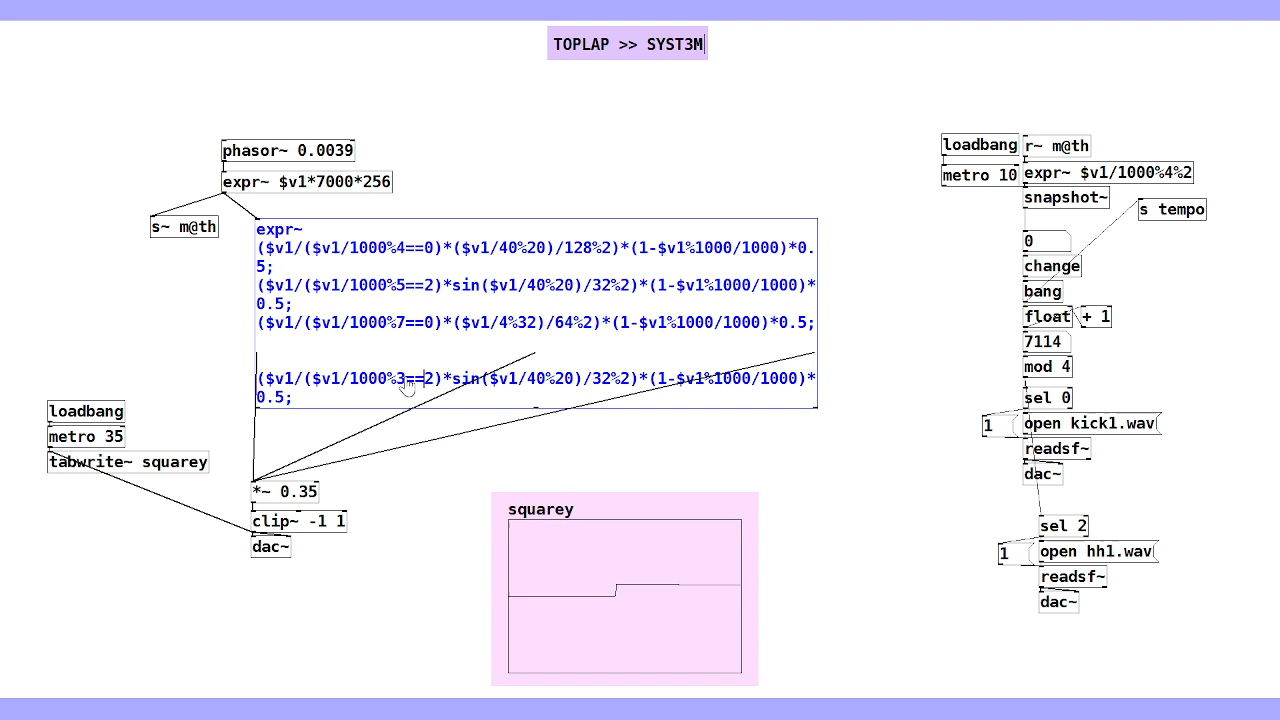 TOPLAP >> SYST3M
phasor~ 0.0039
expr~ $v1*7000*256
s~ m@th
expr~
($v1/($v1/1000%4==0)*($v1/40%20)/128%2)*(1-$v1%1000/1000)*0.
5;
($v1/($v1/1000%5==2)*sin($v1/40%20)/32%2)*(1-$v1%1000/1000)*
0.5;
($v1/($v1/1000%7==0)*($v1/4%32)/64%2)*(1-$v1%1000/1000)*0.5;
($v1/($v1/1000%3==2)*sin($v1/40%20)/32%2)*(1-$v1%1000/1000)*
0.5;
loadbang
metro 35
tabwrite~ squarey
*~ 0.35
clip~ -1 1
dac~
squarey
loadbang
metro 10
r~ m@th
expr~ $v1/1000%4%2
snapshot~
s tempo
0
change
bang
float
+ 1
7114
mod 4
sel 0
1
open kick1.wav
readsf~
dac~
sel 2
1
open hh1.wav
readsf~
dac~